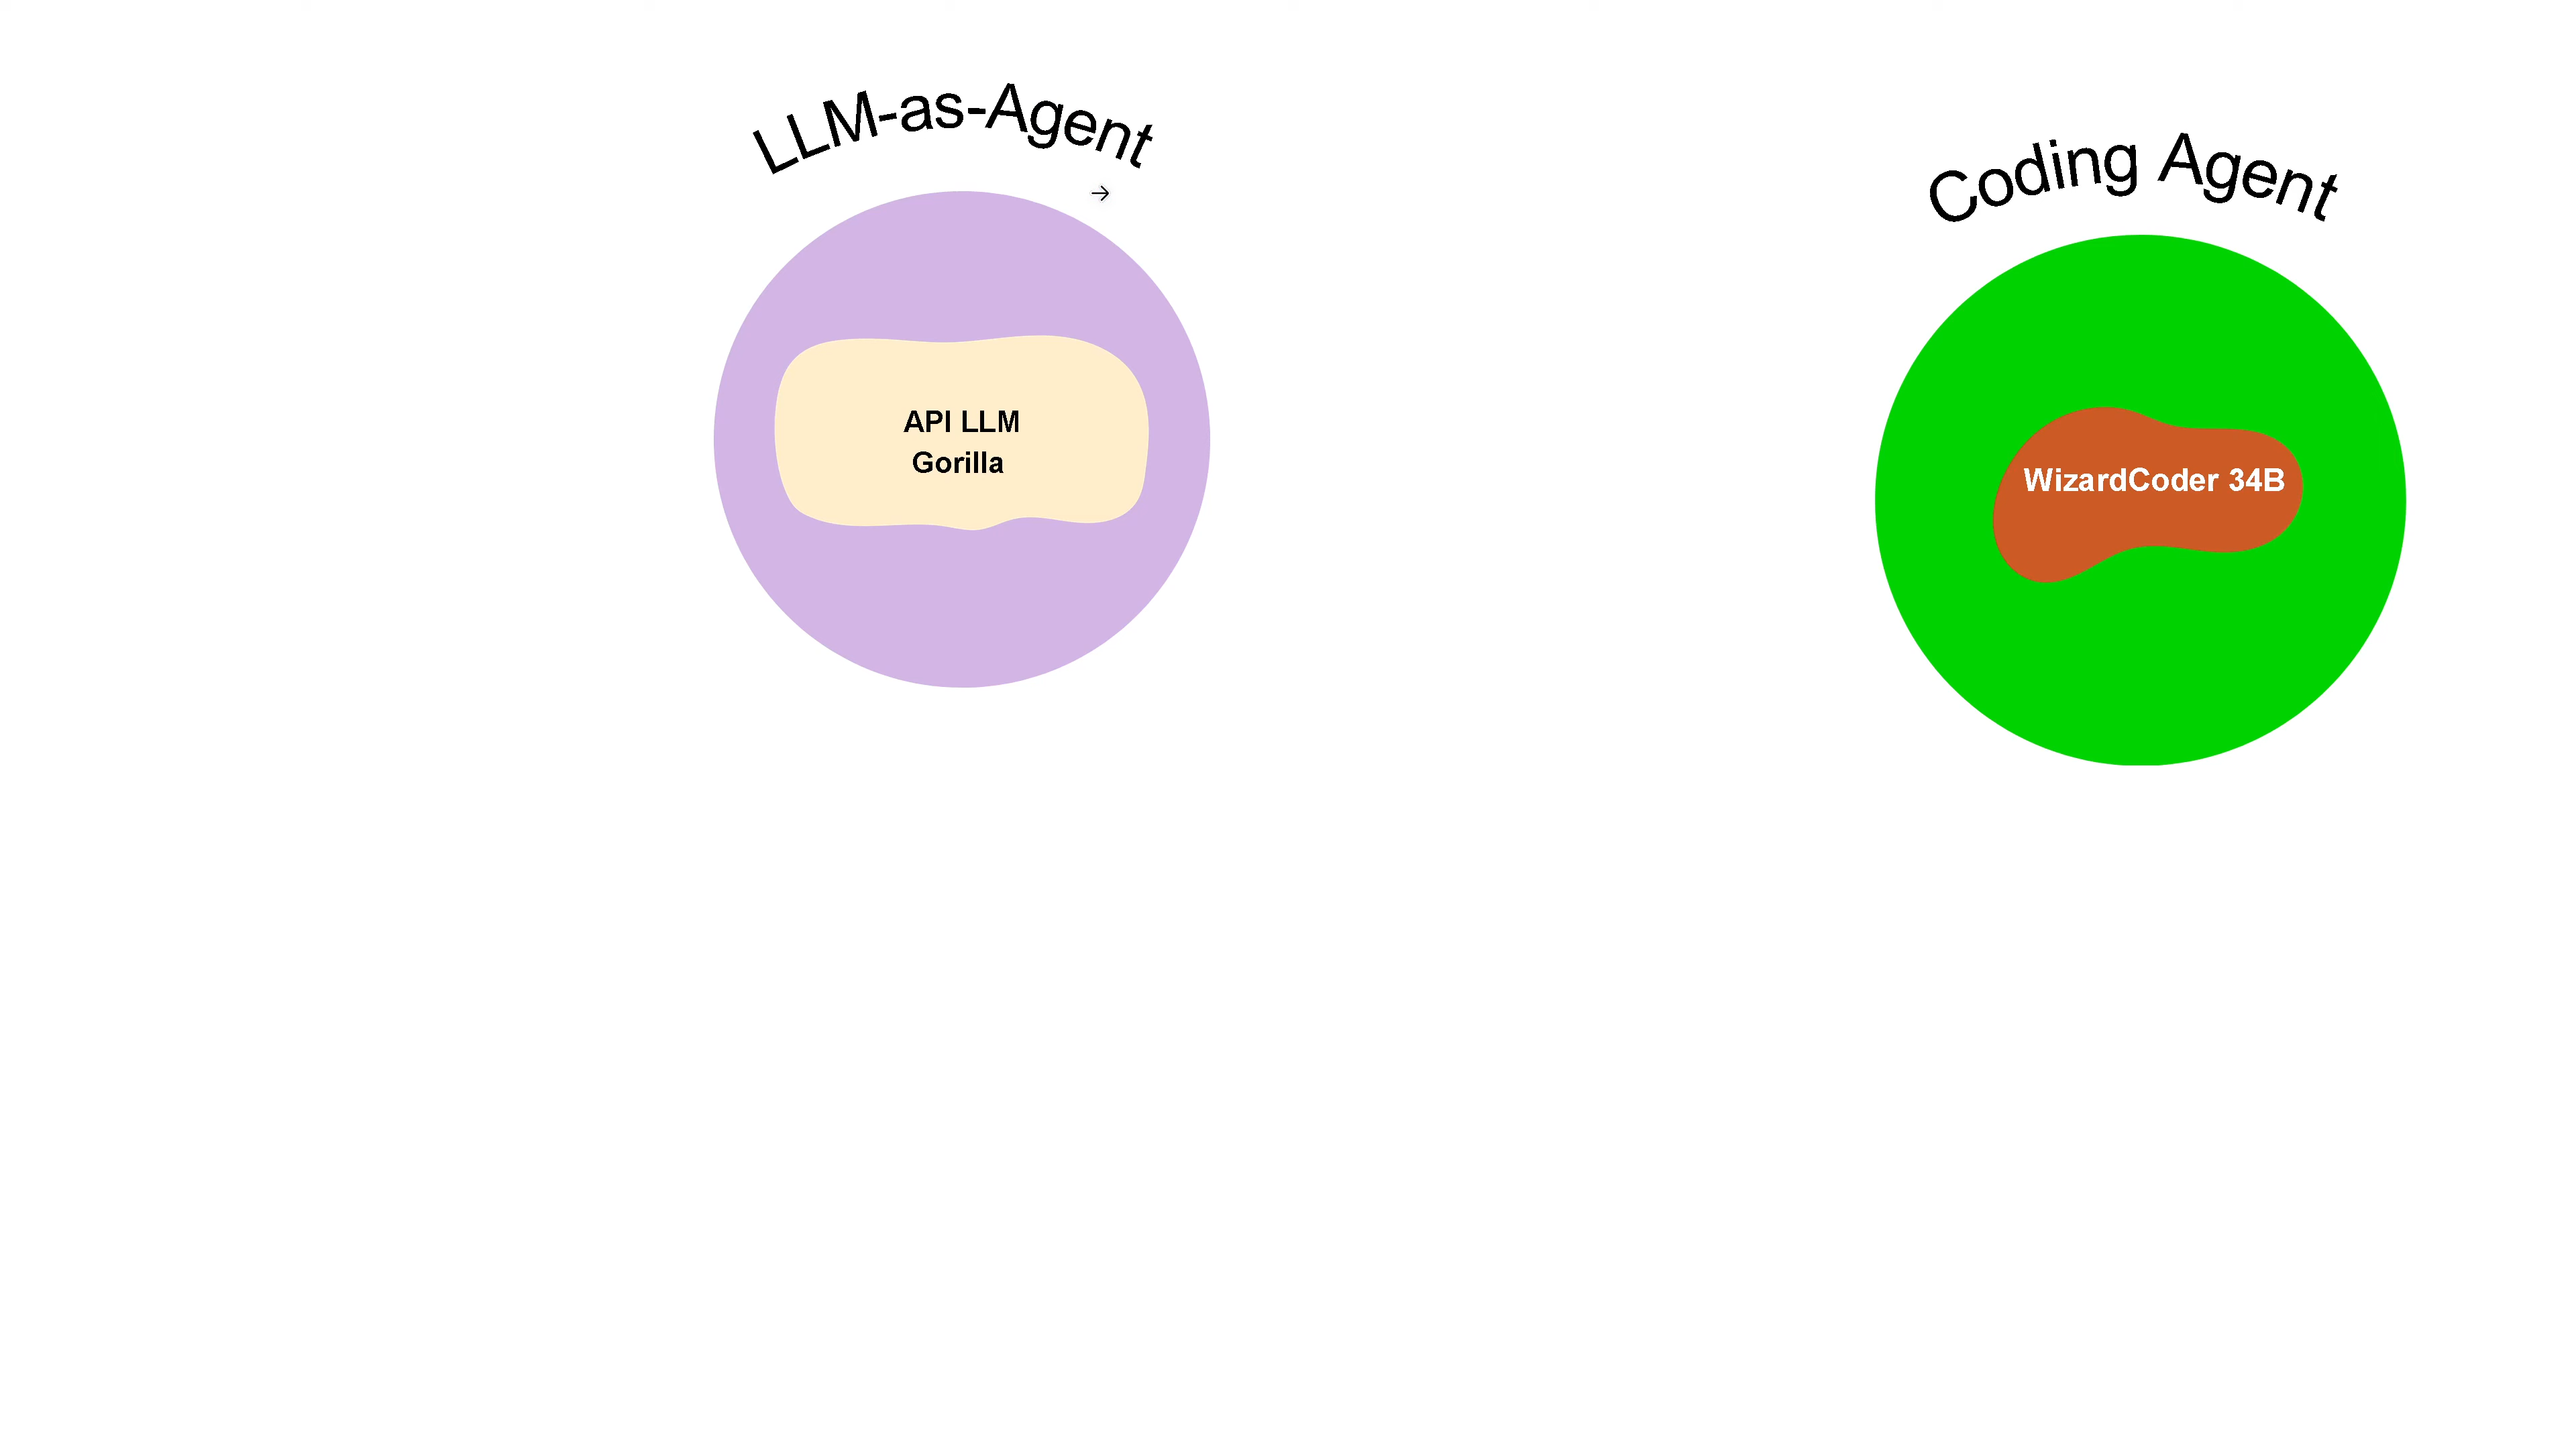 LLM-as-Agent
API LLM
Gorilla
Coding Agent
WizardCoder 34B